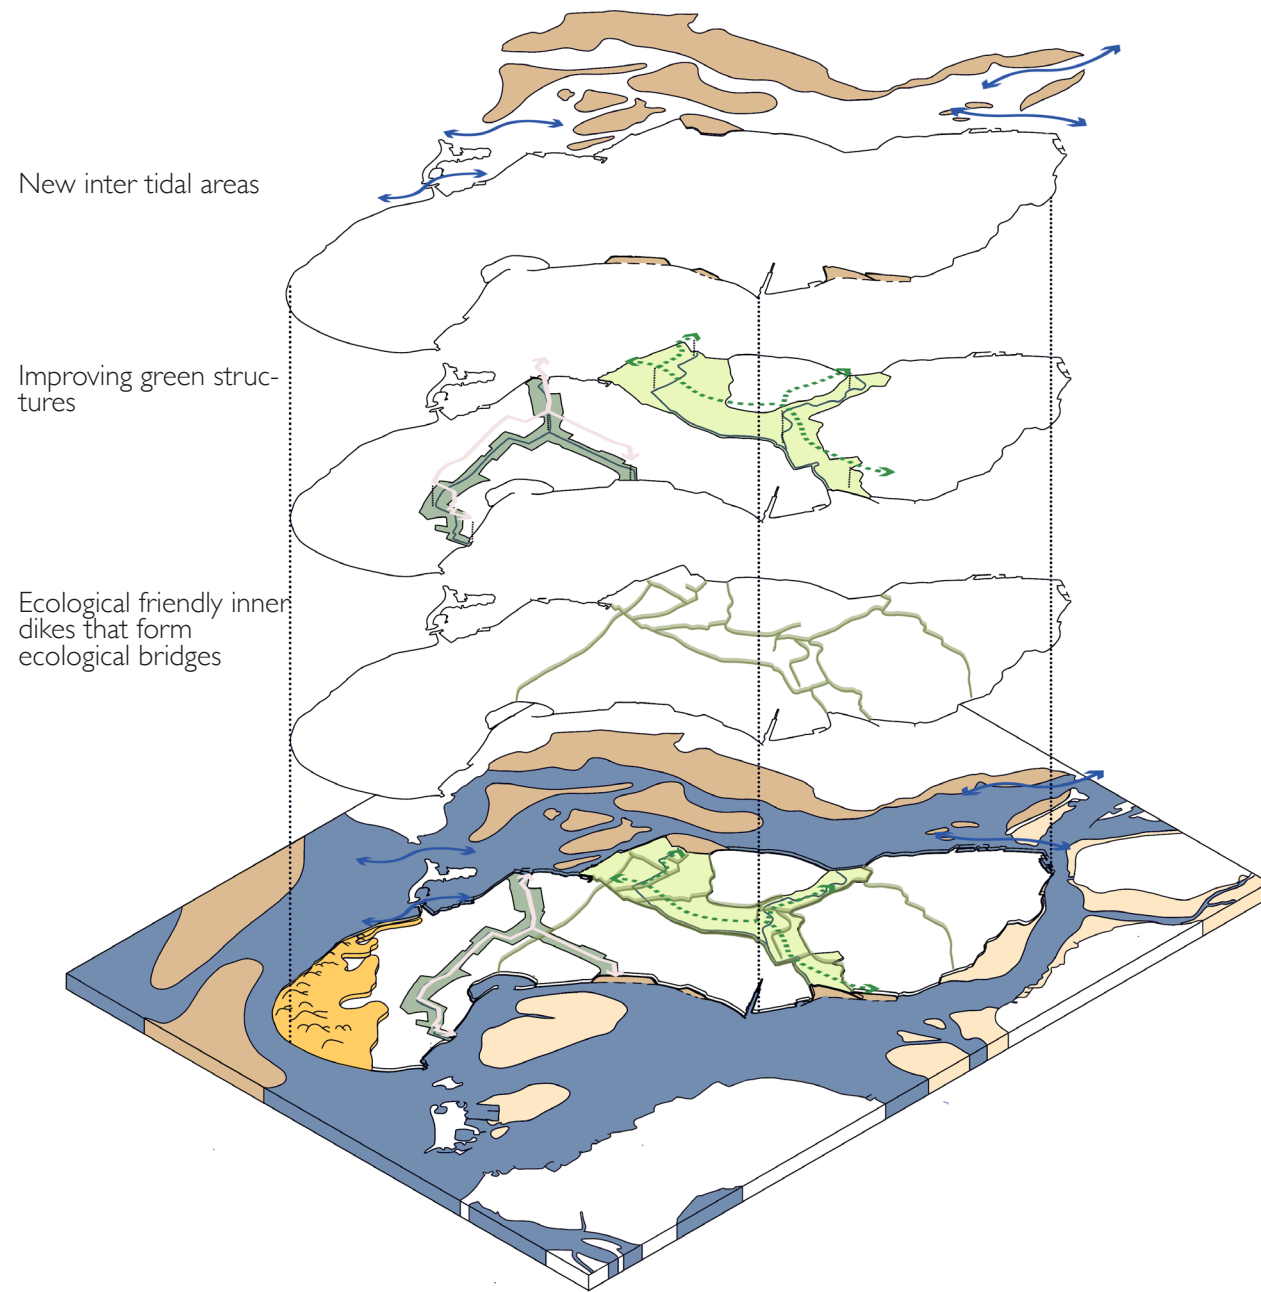 New inter tidal areas
Improving green struc-
tures
Ecological friendly inner
dikes that form
ecological bridges